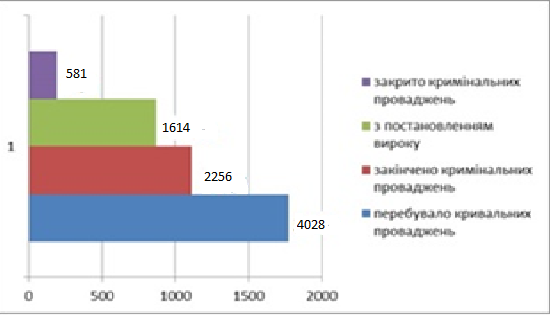 581
1614
1
2256
4028
0 500 1000 1500 2000
закрито кримінальних
проваджень
з постановленням
вироку
закінчено кримінальних
проваджень
перебувало кривальних
проваджень